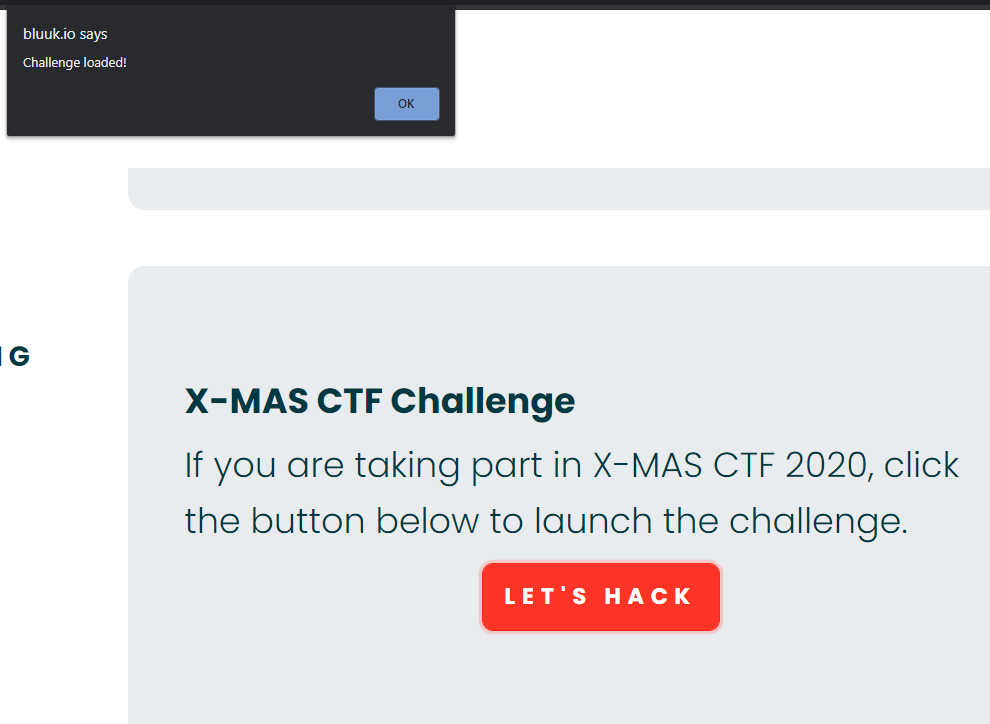 bluuk.io says
Challenge loaded!
OK
G
X-MAS CTF Challenge
If you are taking part in X-MAS CTF 2020, click
the button below to launch the challenge.
LET'S HACK